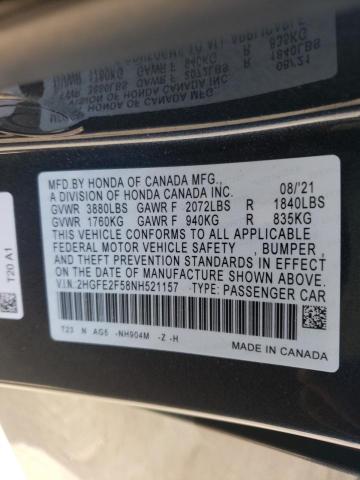 MFD BY HONDA OF CANADA MFG.,
A DIVISION OF HONDA CANADA INC. 08/'21
GVWR 3880LBS GAWR F 2072LBS R 1840LBS
GVWR 1760KG GAWR F 940KG R 835KG
THIS VEHICLE CONFORMS TO ALL APPLICABLE
FEDERAL MOTOR VEHICLE SAFETY , BUMPER ,
AND THEFT PREVENTION STANDARDS IN EFFECT
ON THE DATE OF MANUFACTURE SHOWN ABOVE.
V.I.N. 2HGFE2F58NH521157 TYPE: PASSENGER CAR
T23 N AG5 -NH904M -Z -H
MADE IN CANADA
T20 A1